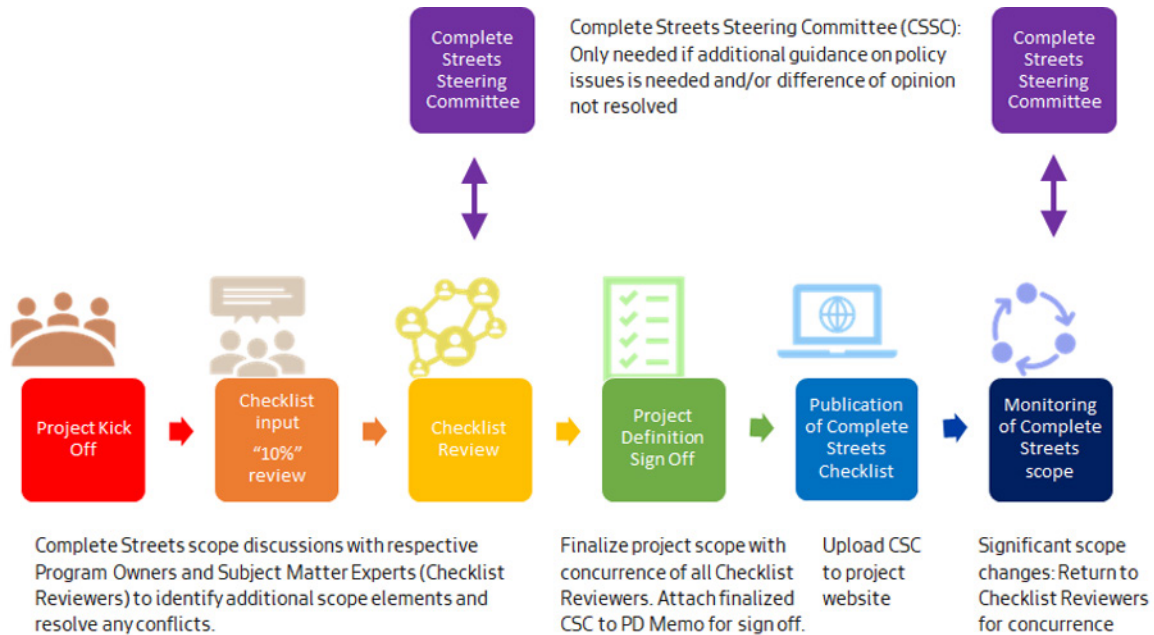 Complete
Streets
Steering
Committee
Complete Streets Steering Committee (CSSC):
Only needed if additional guidance on policy
issues is needed and/or difference of opinion
not resolved
Complete
Streets
Steering
Committee
Project Kick
Off
Checklist
input
“10%”
review
Checklist
Review
Project
Definition
Sign Off
Publication
of Complete
Streets
Checklist
Monitoring
of Complete
Streets
scope
Complete Streets scope discussions with respective
Program Owners and Subject Matter Experts (Checklist
Reviewers) to identify additional scope elements and
resolve any conflicts.
Finalize project scope with
concurrence of all Checklist
Reviewers. Attach finalized
CSC to PD Memo for sign off.
Upload CSC
to project
website
Significant scope
changes: Return to
Checklist Reviewers
for concurrence